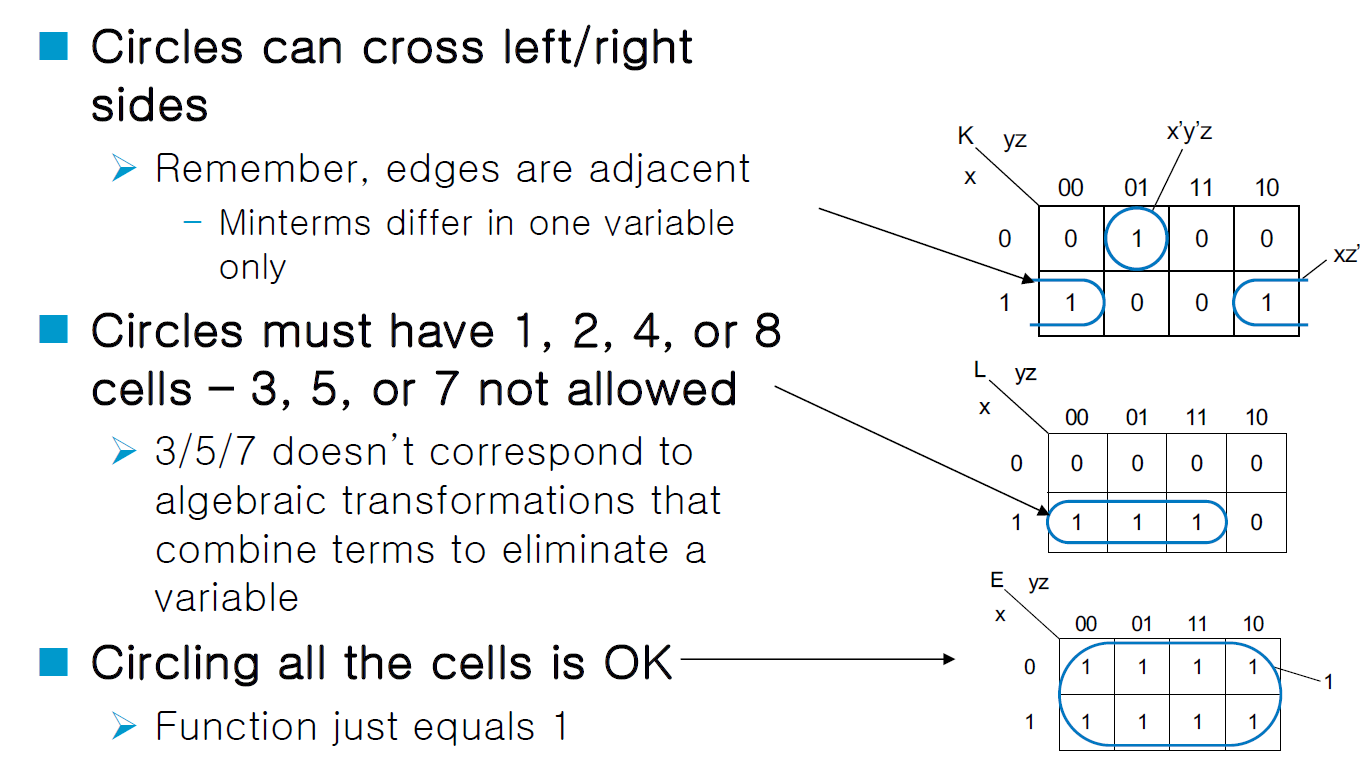 Circles can cross left/right
sides
Remember, edges are adjacent
– Minterms differ in one variable
only
Circles must have 1, 2, 4, or 8
cells – 3, 5, or 7 not allowed
3/5/7 doesn't correspond to
algebraic transformations that
combine terms to eliminate a
variable
Circling all the cells is OK
Function just equals 1
K yz x'y'z
x
00 01 11 10
0 0 1 0 0
xz'
1 1 0 0 1
L yz
x
00 01 11 10
0 0 0 0 0
1 1 1 1 0
E yz
x
00 01 11 10
0 1 1 1 1
1
1 1 1 1 1